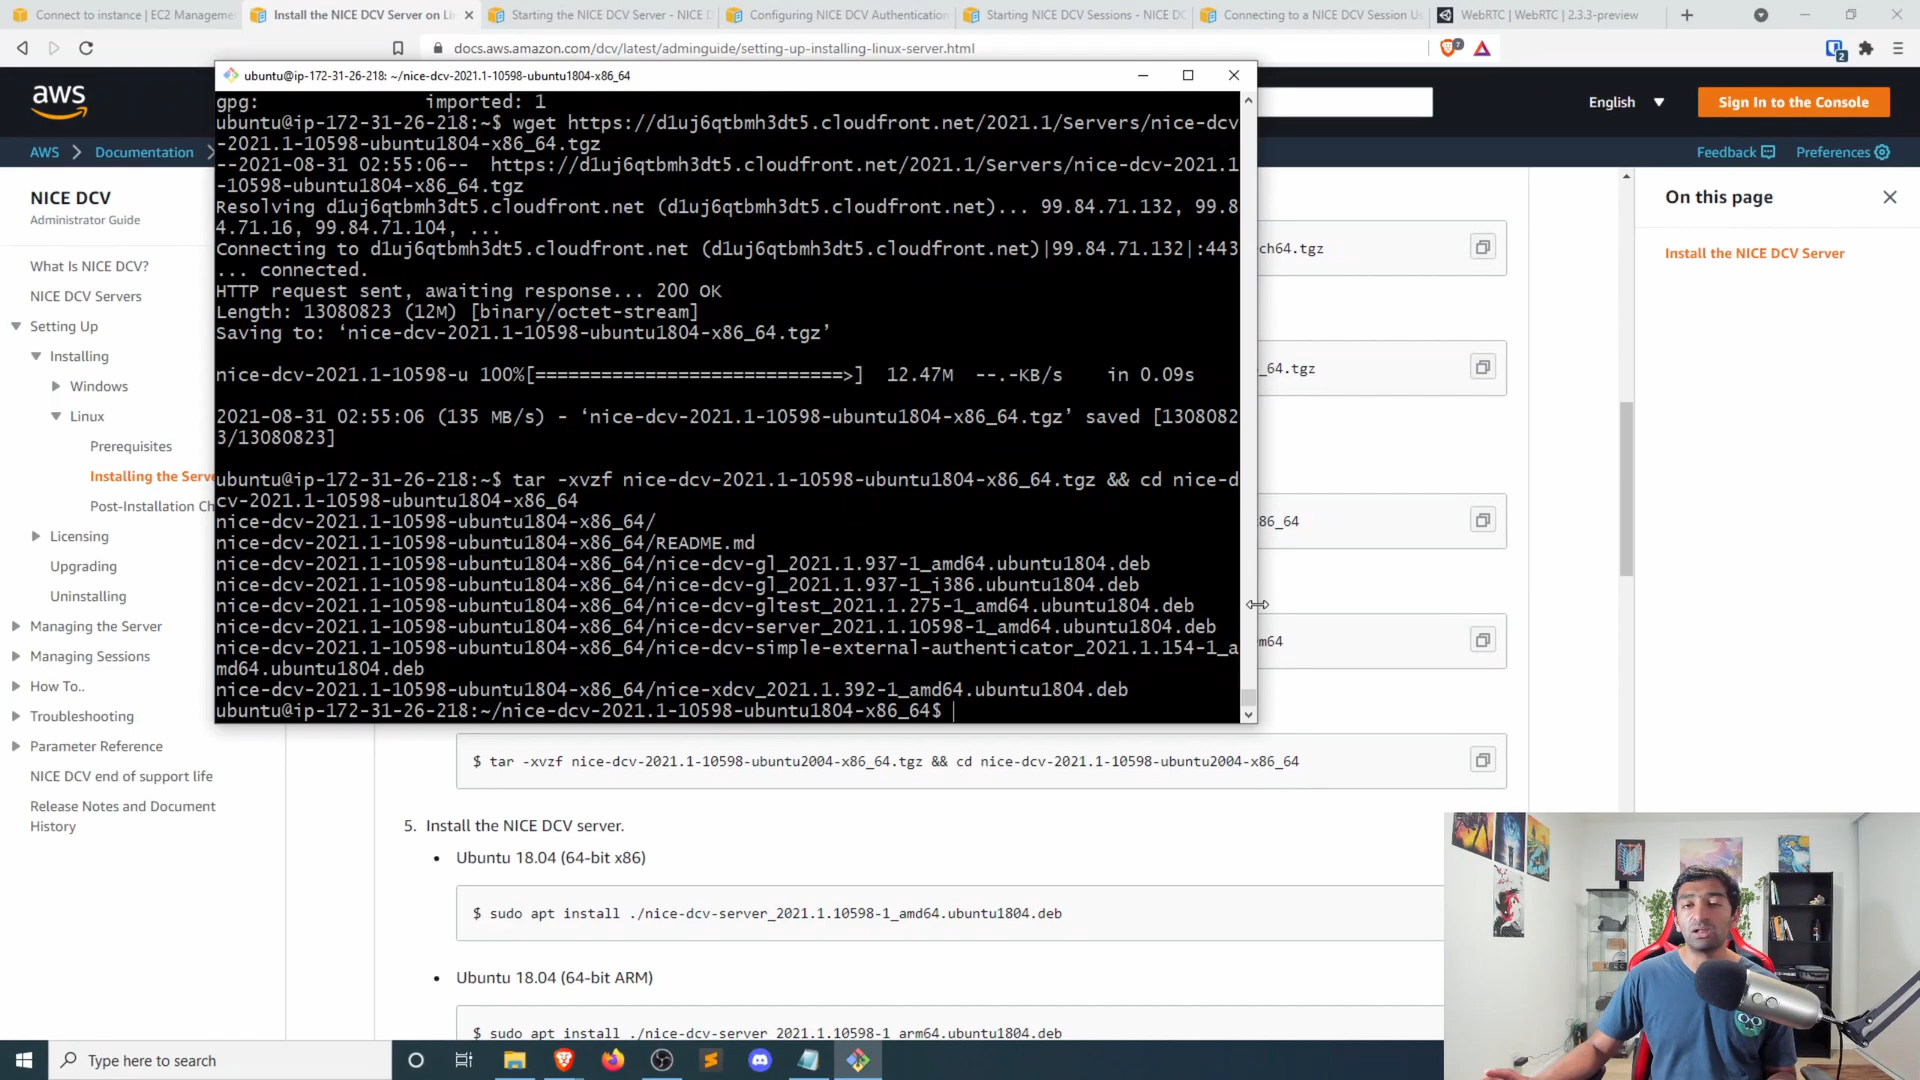 Connect to instance | EC2 Manageme
Install the NICE DCV Server on Li
Starting the NICE DCV Server - NICE D
Configuring NICE DCV Authentication
Starting NICE DCV Sessions - NICE DC
Connecting to a NICE DCV Session Us
WebRTC | WebRTC | 2.3.3-preview
docs.aws.amazon.com/dcv/latest/adminguide/setting-up-installing-linux-server.html
7
2
aws
English
Sign In to the Console
AWS
Documentation
Feedback
Preferences
NICE DCV
Administrator Guide
What Is NICE DCV?
NICE DCV Servers
Setting Up
Installing
Windows
Linux
Prerequisites
Installing the Serve
Post-Installation Ch
Licensing
Upgrading
Uninstalling
Managing the Server
Managing Sessions
How To..
Troubleshooting
Parameter Reference
NICE DCV end of support life
Release Notes and Document
History
ubuntu@ip-172-31-26-218: ~/nice-dcv-2021.1-10598-ubuntu1804-x86_64
gpg:               imported: 1
ubuntu@ip-172-31-26-218:~$ wget https://d1uj6qtbmh3dt5.cloudfront.net/2021.1/Servers/nice-dcv
-2021.1-10598-ubuntu1804-x86_64.tgz
--2021-08-31 02:55:06--  https://d1uj6qtbmh3dt5.cloudfront.net/2021.1/Servers/nice-dcv-2021.1
-10598-ubuntu1804-x86_64.tgz
Resolving d1uj6qtbmh3dt5.cloudfront.net (d1uj6qtbmh3dt5.cloudfront.net)... 99.84.71.132, 99.8
4.71.16, 99.84.71.104, ...
Connecting to d1uj6qtbmh3dt5.cloudfront.net (d1uj6qtbmh3dt5.cloudfront.net)|99.84.71.132|:443
... connected.
HTTP request sent, awaiting response... 200 OK
Length: 13080823 (12M) [binary/octet-stream]
Saving to: ‘nice-dcv-2021.1-10598-ubuntu1804-x86_64.tgz’
nice-dcv-2021.1-10598-u 100%[============================>]  12.47M  --.-KB/s    in 0.09s
2021-08-31 02:55:06 (135 MB/s) - ‘nice-dcv-2021.1-10598-ubuntu1804-x86_64.tgz’ saved [1308082
3/13080823]
ubuntu@ip-172-31-26-218:~$ tar -xvzf nice-dcv-2021.1-10598-ubuntu1804-x86_64.tgz && cd nice-d
cv-2021.1-10598-ubuntu1804-x86_64
nice-dcv-2021.1-10598-ubuntu1804-x86_64/
nice-dcv-2021.1-10598-ubuntu1804-x86_64/README.md
nice-dcv-2021.1-10598-ubuntu1804-x86_64/nice-dcv-gl_2021.1.937-1_amd64.ubuntu1804.deb
nice-dcv-2021.1-10598-ubuntu1804-x86_64/nice-dcv-gl_2021.1.937-1_i386.ubuntu1804.deb
nice-dcv-2021.1-10598-ubuntu1804-x86_64/nice-dcv-gltest_2021.1.275-1_amd64.ubuntu1804.deb
nice-dcv-2021.1-10598-ubuntu1804-x86_64/nice-dcv-server_2021.1.10598-1_amd64.ubuntu1804.deb
nice-dcv-2021.1-10598-ubuntu1804-x86_64/nice-dcv-simple-external-authenticator_2021.1.154-1_a
md64.ubuntu1804.deb
nice-dcv-2021.1-10598-ubuntu1804-x86_64/nice-xdcv_2021.1.392-1_amd64.ubuntu1804.deb
ubuntu@ip-172-31-26-218:~/nice-dcv-2021.1-10598-ubuntu1804-x86_64$
ch64.tgz
_64.tgz
86_64
m64
$ tar -xvzf nice-dcv-2021.1-10598-ubuntu2004-x86_64.tgz && cd nice-dcv-2021.1-10598-ubuntu2004-x86_64
5. Install the NICE DCV server.
• Ubuntu 18.04 (64-bit x86)
$ sudo apt install ./nice-dcv-server_2021.1.10598-1_amd64.ubuntu1804.deb
• Ubuntu 18.04 (64-bit ARM)
$ sudo apt install ./nice-dcv-server_2021.1.10598-1_arm64.ubuntu1804.deb
On this page
Install the NICE DCV Server
Type here to search